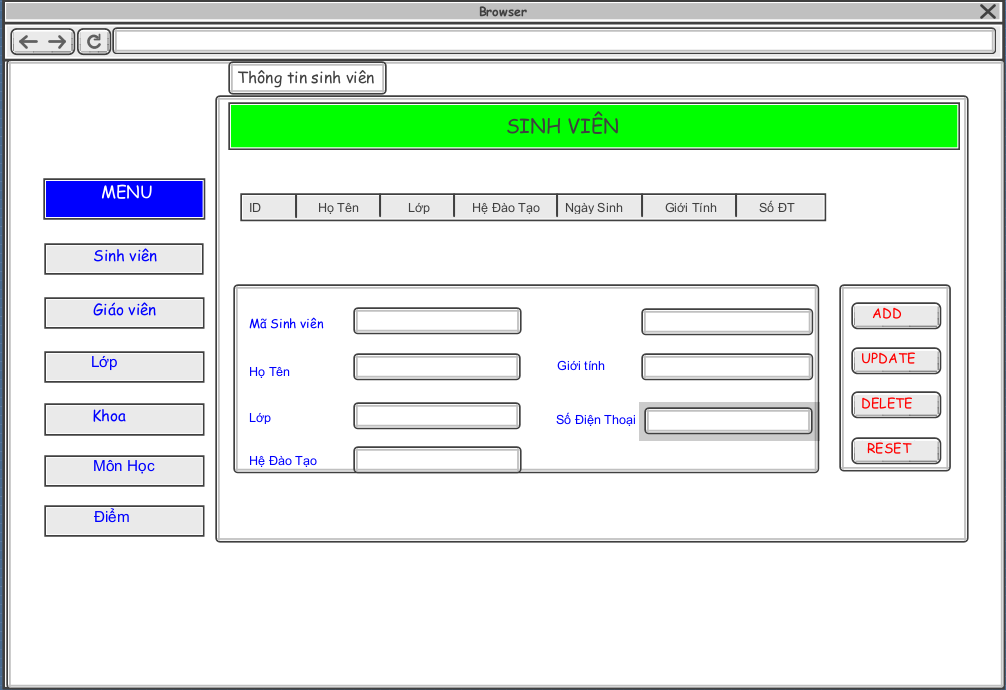 Browser
Thông tin sinh viên
SINH VIÊN
MENU
Sinh viên
Giáo viên
Lớp
Khoa
Môn Học
Điểm
ID Họ Tên Lớp Hệ Đào Tạo Ngày Sinh Giới Tính Số ĐT
Mã Sinh viên
Họ Tên Giới tính
Lớp Số Điện Thoại
Hệ Đào Tạo
ADD
UPDATE
DELETE
RESET